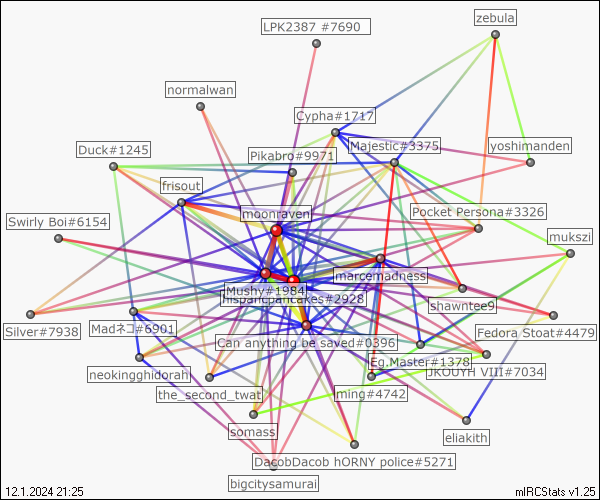 LPK2387 #7690
zebula
normalwan
Cypha#1717
Majestic#3375
yoshimanden
Duck#1245
Pikabro#9971
frisout
moonraven
Pocket Persona#3326
Swirly Boi#6154
mukszi
marcemadness
Mushy#1984
hispanipancakes#2928
shawntee9
Silver#7938
Madネコ#6901
Fedora Stoat#4479
Can anything be saved#0396
Eg.Master#1378
JKOUYH VIII#7034
neokingghidorah
the_second_twat
ming#4742
somass
eliakith
DacobDacob hORNY police#5271
bigcitysamurai
12.1.2024 21:25
mIRCStats v1.25